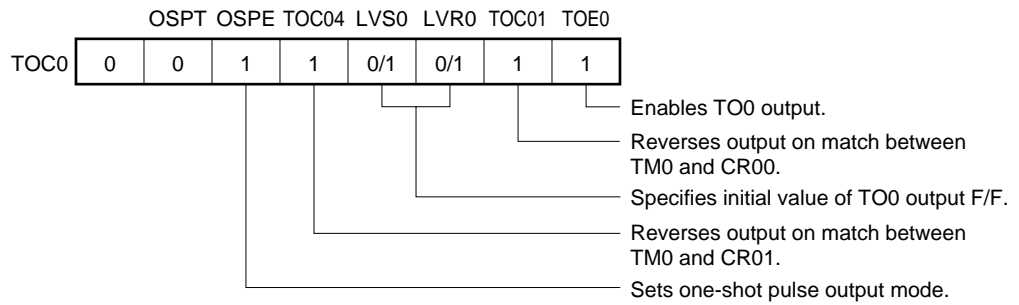 OSPT OSPE TOC04 LVS0 LVR0 TOC01 TOE0
TOC0 0 0 1 1 0/1 0/1 1 1
Enables TO0 output.
Reverses output on match between
TM0 and CR00.
Specifies initial value of TO0 output F/F.
Reverses output on match between
TM0 and CR01.
Sets one-shot pulse output mode.